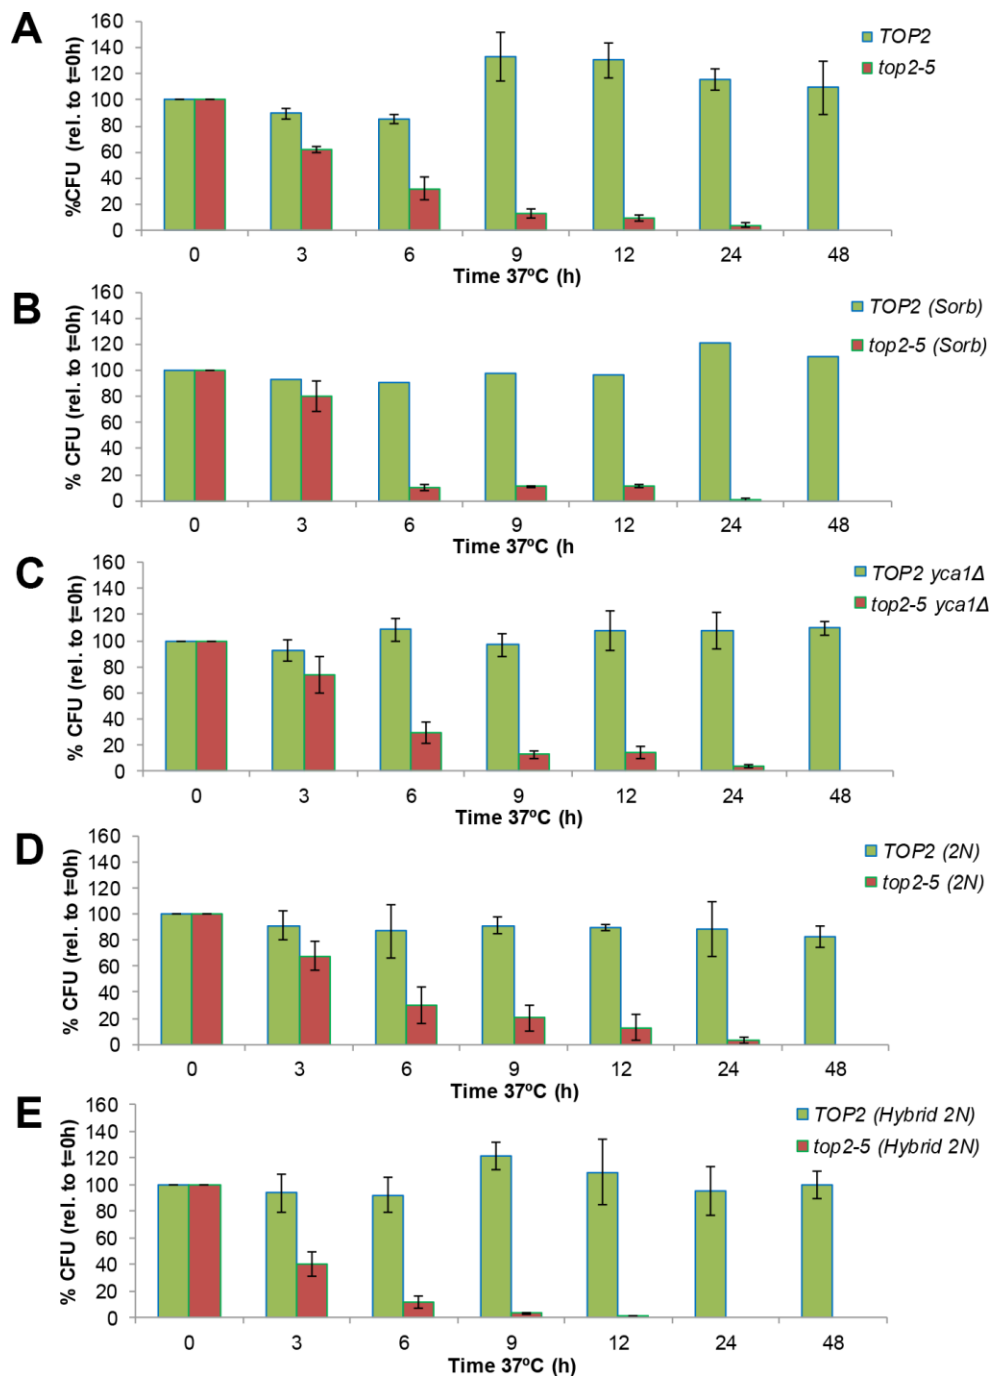 A
160
140
120
100
80
60
40
20
0
%CFU (rel. to t=0h)
0 3 6 9 12 24 48
Time 37ºC (h)
TOP2
top2-5
B
160
140
120
100
80
60
40
20
0
% CFU (rel. to t=0h)
0 3 6 9 12 24 48
Time 37ºC (h
TOP2 (Sorb)
top2-5 (Sorb)
C
160
140
120
100
80
60
40
20
0
% CFU (rel. to t=0h)
0 3 6 9 12 24 48
Time 37ºC (h)
TOP2 yca1Δ
top2-5 yca1Δ
D
160
140
120
100
80
60
40
20
0
% CFU (rel. to t=0h)
0 3 6 9 12 24 48
Time 37ºC (h)
TOP2 (2N)
top2-5 (2N)
E
160
140
120
100
80
60
40
20
0
% CFU (rel. to t=0h)
0 3 6 9 12 24 48
Time 37ºC (h)
TOP2 (Hybrid 2N)
top2-5 (Hybrid 2N)